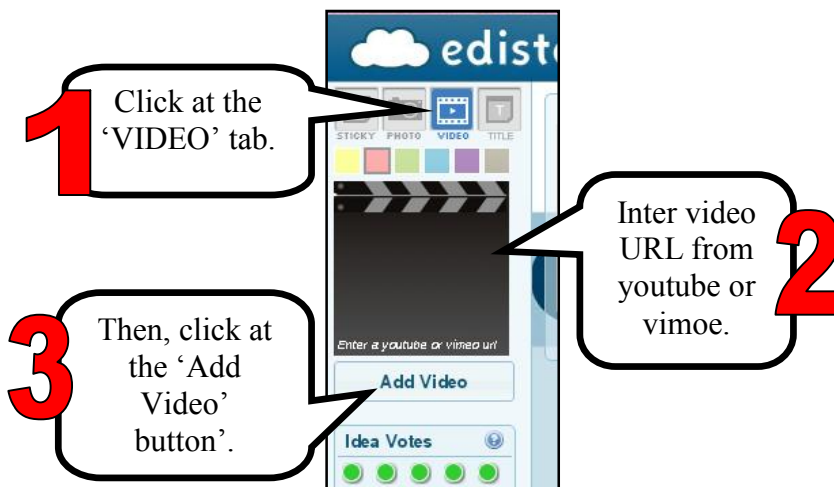 edist
1
Click at the
‘VIDEO’ tab.
STICKY PHOTO VIDEO TITLE
T
Inter video
URL from
youtube or
vimoe.
2
Enter a youtube or vimeo url
3
Then, click at
the ‘Add
Video’
button’.
Add Video
Idea Votes
?